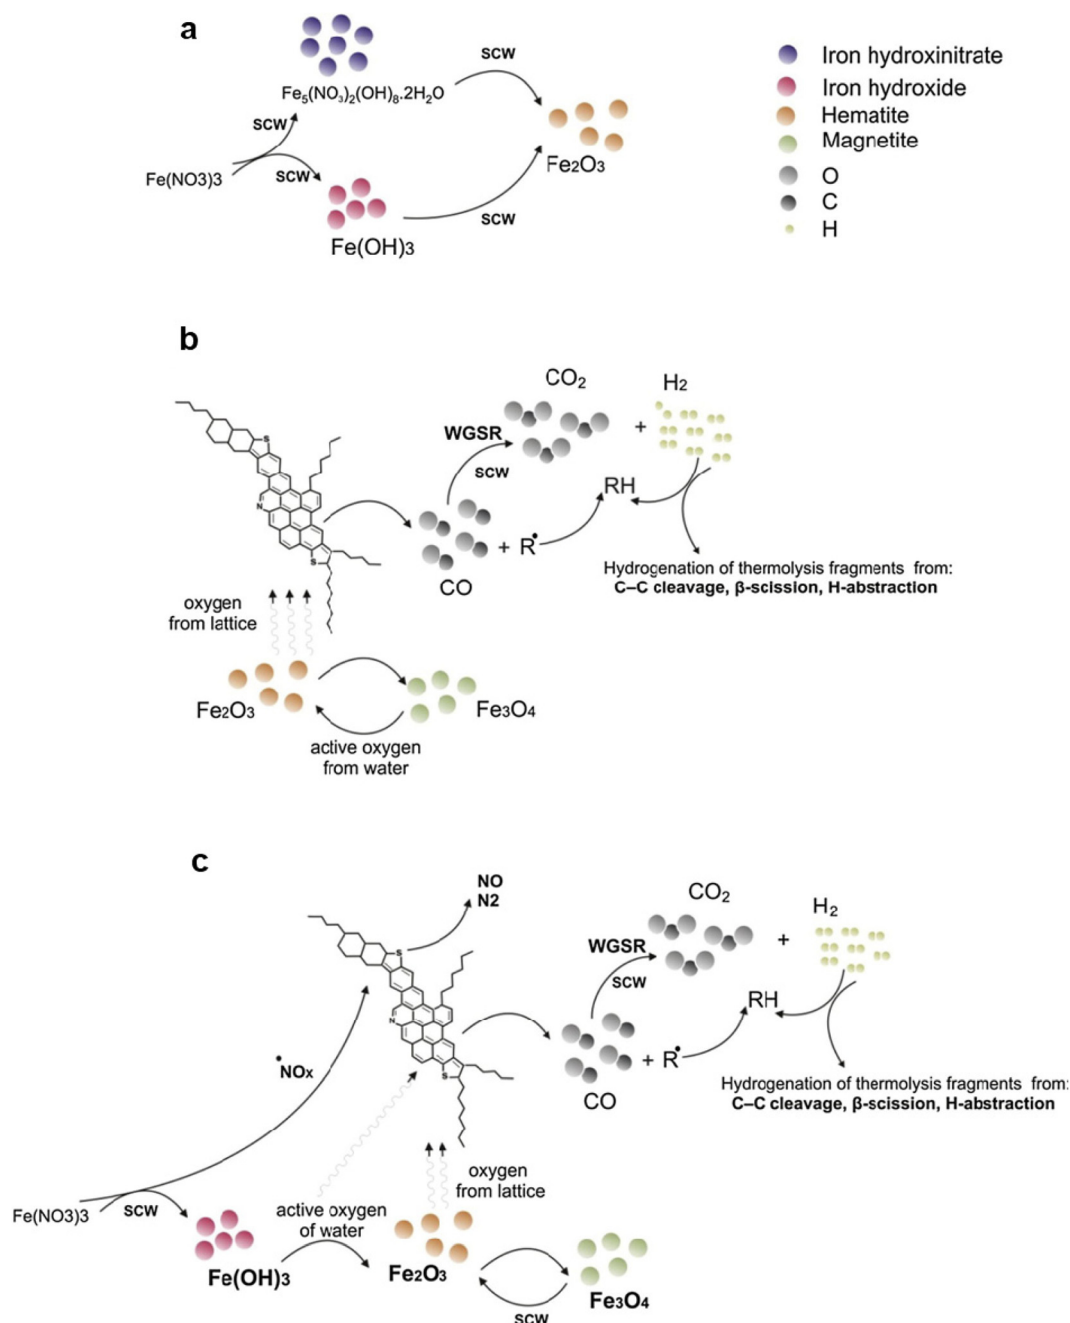 a
SCW
Fe₅(NO₃)₂(OH)₈.2H₂O
SCW
Fe(NO3)3
SCW
Fe(OH)3
SCW
Fe2O3
Iron hydroxinitrate
Iron hydroxide
Hematite
Magnetite
O
C
H
b
CO2
H2
WGSR
SCW
+
RH
S
N
S
CO
+ R•
Hydrogenation of thermolysis fragments from:
C–C cleavage, β-scission, H-abstraction
oxygen
from lattice
Fe2O3
Fe3O4
active oxygen
from water
c
NO
N2
CO2
H2
WGSR
SCW
+
RH
S
N
S
•NOx
CO
+ R•
Hydrogenation of thermolysis fragments from:
C–C cleavage, β-scission, H-abstraction
oxygen
from lattice
Fe(NO3)3
SCW
active oxygen
of water
Fe(OH)3
Fe2O3
Fe3O4
SCW